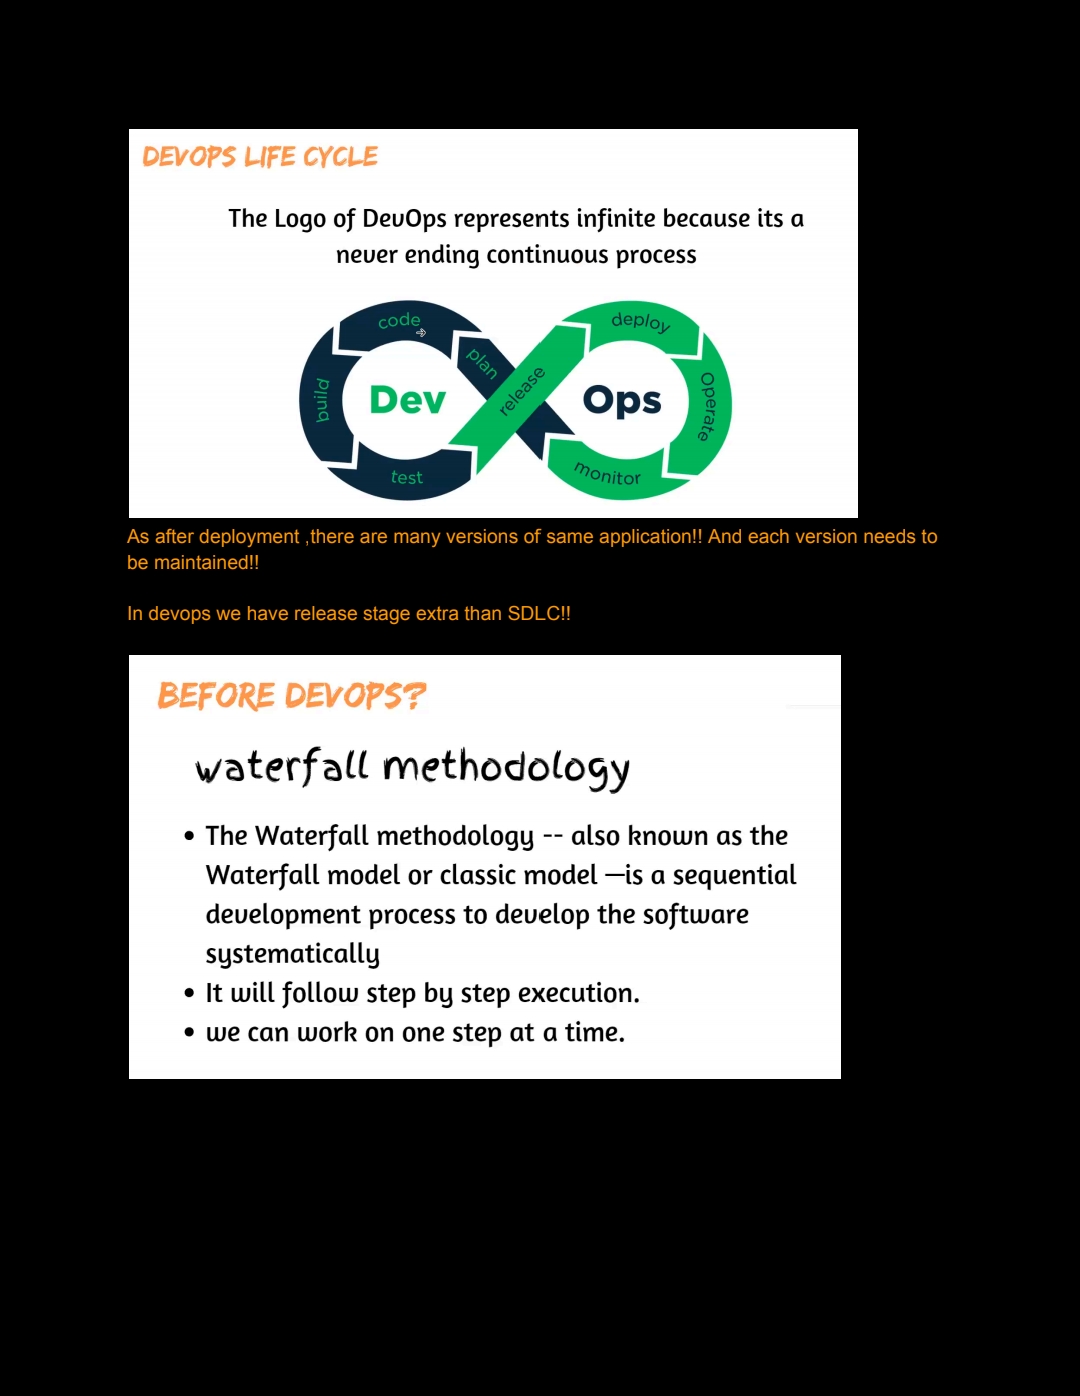 DEVOPS LIFE CYCLE
The Logo of DevOps represents infinite because its a
never ending continuous process
code
plan
build
Dev
test
release
deploy
Ops
Operate
monitor
As after deployment ,there are many versions of same application!! And each version needs to
be maintained!!
In devops we have release stage extra than SDLC!!
BEFORE DEVOPS?
waterfall methodology
• The Waterfall methodology -- also known as the
Waterfall model or classic model —is a sequential
development process to develop the software
systematically
• It will follow step by step execution.
• we can work on one step at a time.